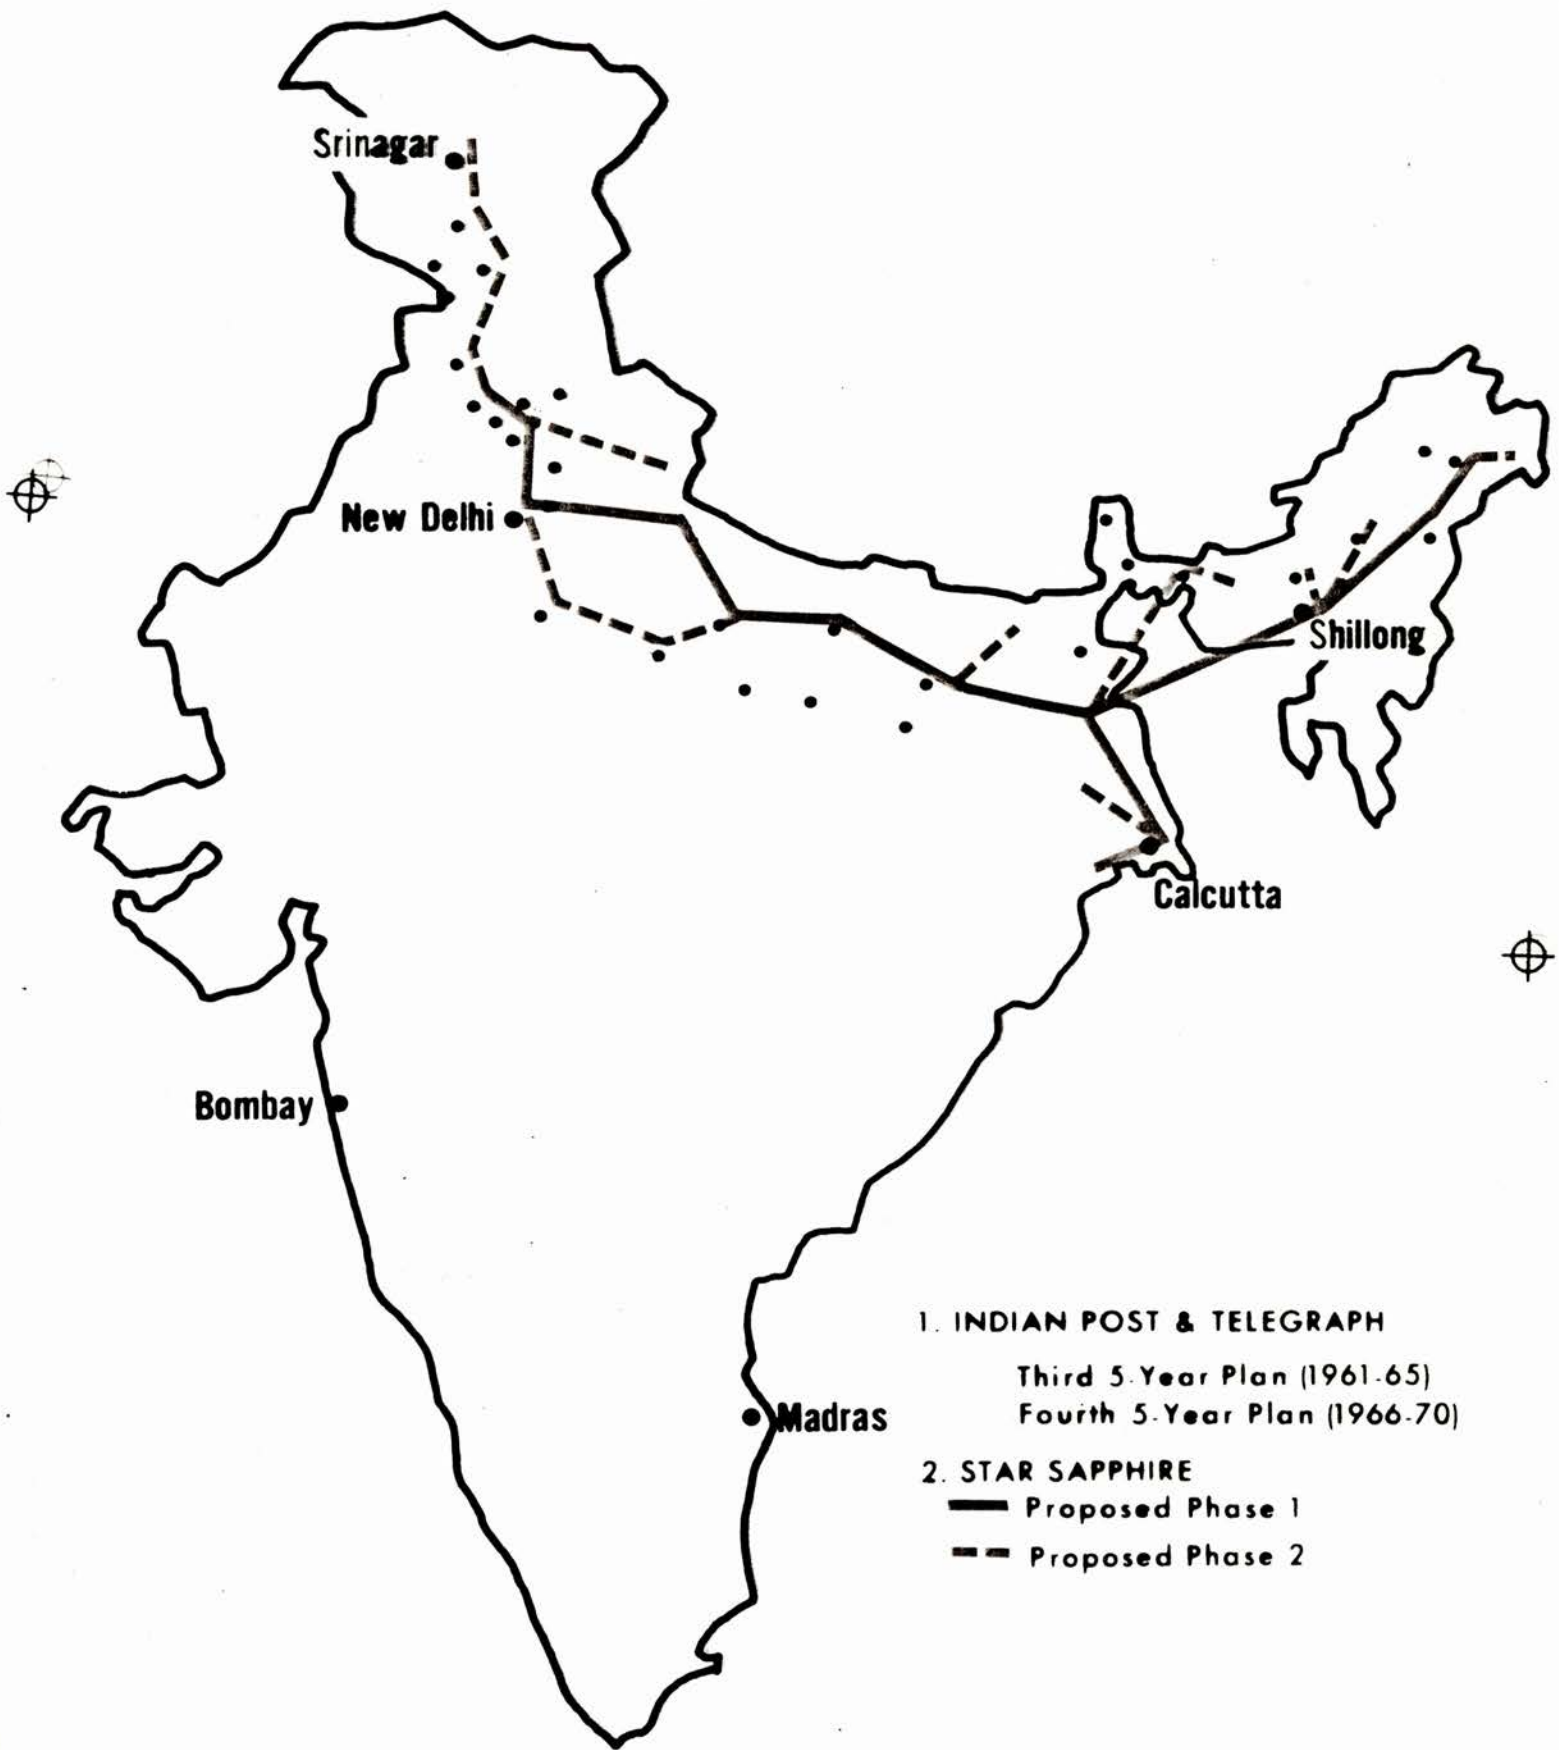 Srinagar
New Delhi
Shillong
Calcutta
Bombay
1. INDIAN POST & TELEGRAPH
Third 5-Year Plan (1961-65)
Fourth 5-Year Plan (1966-70)
Madras
2. STAR SAPPHIRE
Proposed Phase 1
Proposed Phase 2